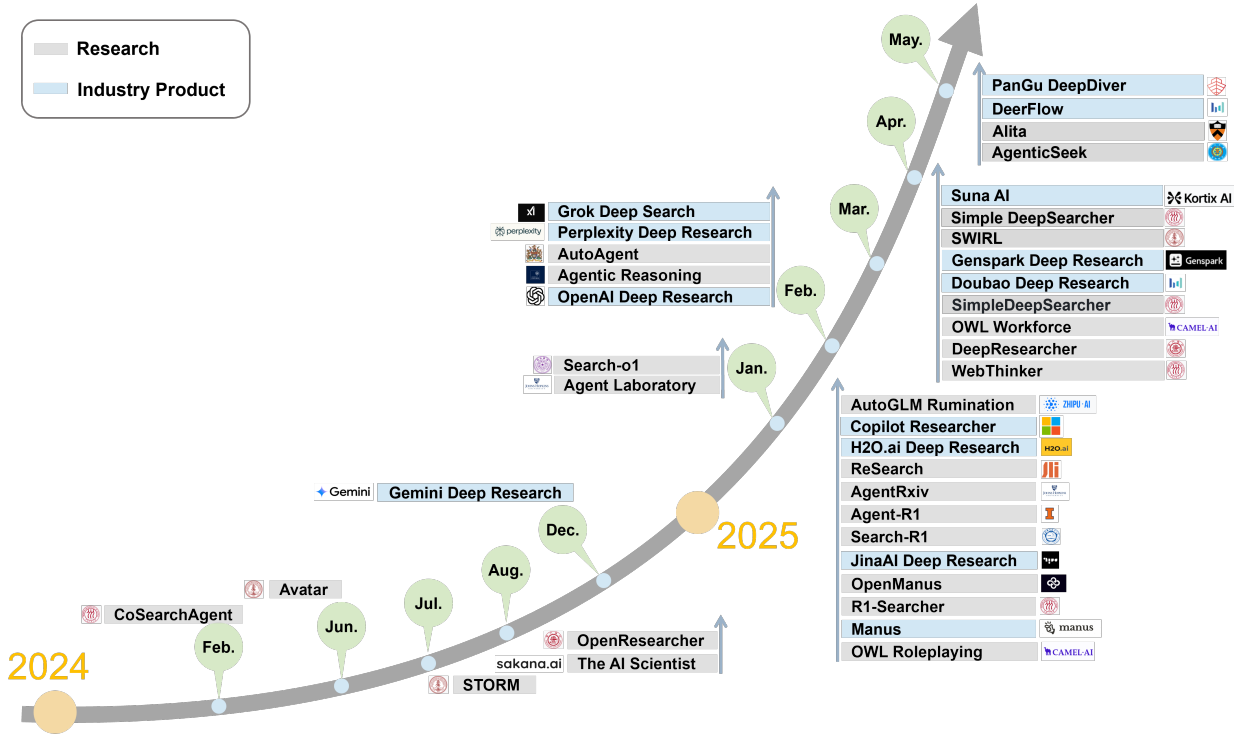 Research
Industry Product
May.
PanGu DeepDiver
DeerFlow
Alita
AgenticSeek
Apr.
Suna AI
Kortix AI
Simple DeepSearcher
SWIRL
Genspark Deep Research
Genspark
Doubao Deep Research
SimpleDeepSearcher
OWL Workforce
CAMEL-AI
DeepResearcher
WebThinker
Mar.
Grok Deep Search
perplexity
Perplexity Deep Research
AutoAgent
Agentic Reasoning
OpenAI Deep Research
Feb.
Search-o1
Agent Laboratory
Jan.
AutoGLM Rumination
ZHIPU·AI
Copilot Researcher
H2O.ai Deep Research
H2O.ai
ReSearch
AgentRxiv
Agent-R1
Search-R1
JinaAI Deep Research
OpenManus
R1-Searcher
Manus
manus
OWL Roleplaying
CAMEL-AI
2025
Gemini
Gemini Deep Research
Dec.
Aug.
OpenResearcher
sakana.ai
The AI Scientist
Jul.
STORM
Avatar
Jun.
CoSearchAgent
Feb.
2024